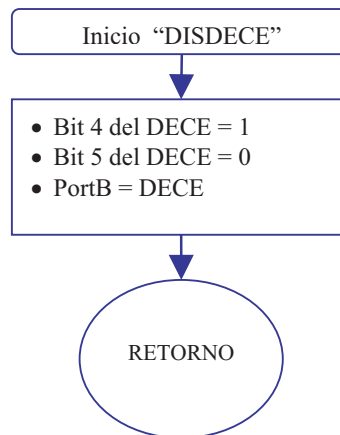 Inicio “DISDECE”
• Bit 4 del DECE = 1
• Bit 5 del DECE = 0
• PortB = DECE
RETORNO